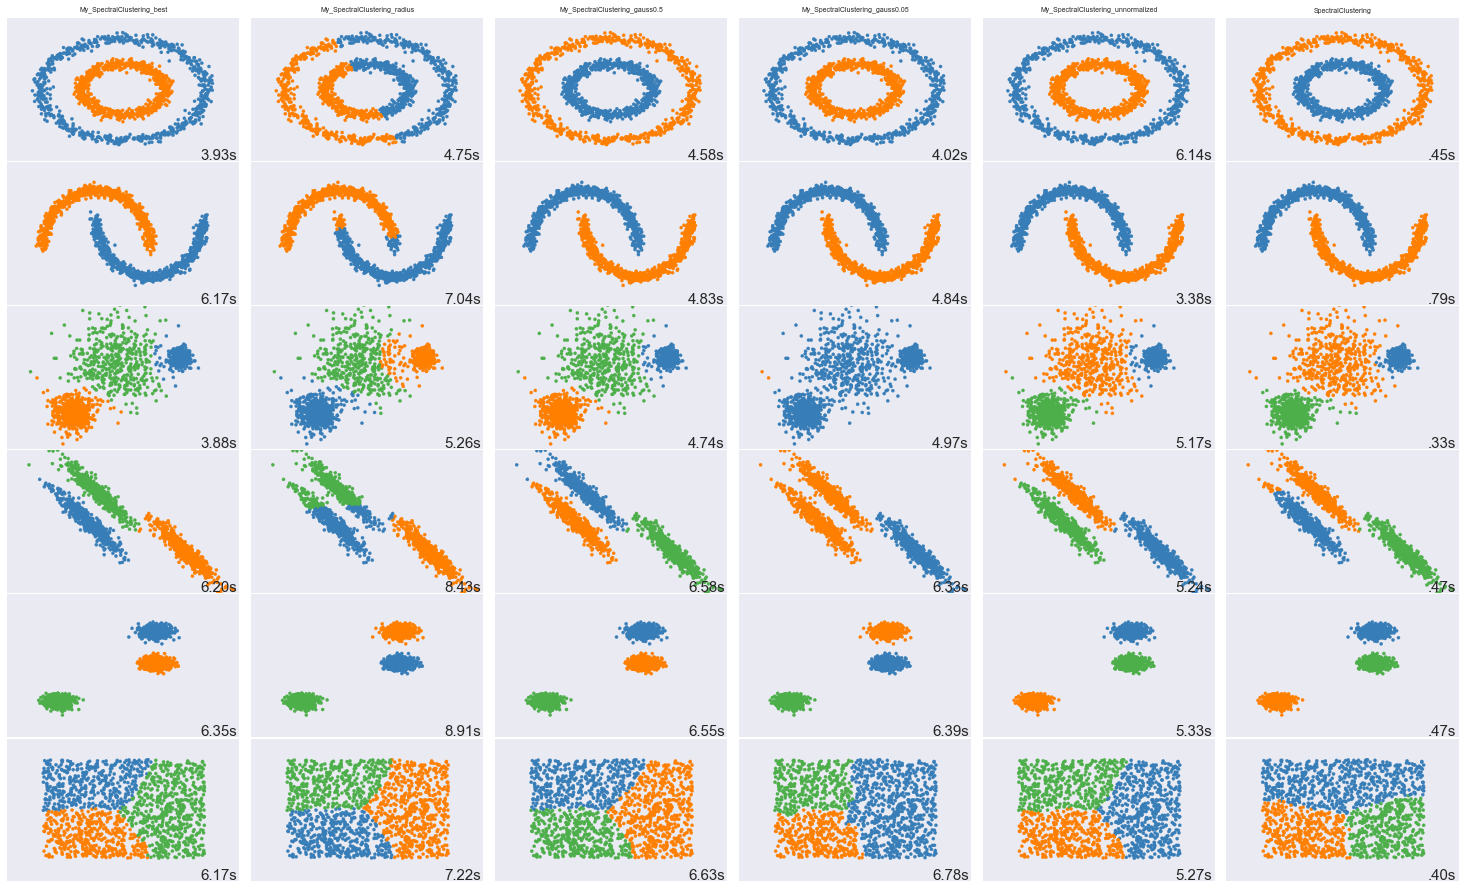 My_SpectralClustering_best My_SpectralClustering_radius My_SpectralClustering_gauss0.5 My_SpectralClustering_gauss0.05 My_SpectralClustering_unnormalized SpectralClustering
3.93s 4.75s 4.58s 4.02s 6.14s .45s
6.17s 7.04s 4.83s 4.84s 3.38s .79s
3.88s 5.26s 4.74s 4.97s 5.17s .33s
6.20s 8.43s 6.58s 6.33s 5.24s .47s
6.35s 8.91s 6.55s 6.39s 5.33s .47s
6.17s 7.22s 6.63s 6.78s 5.27s .40s